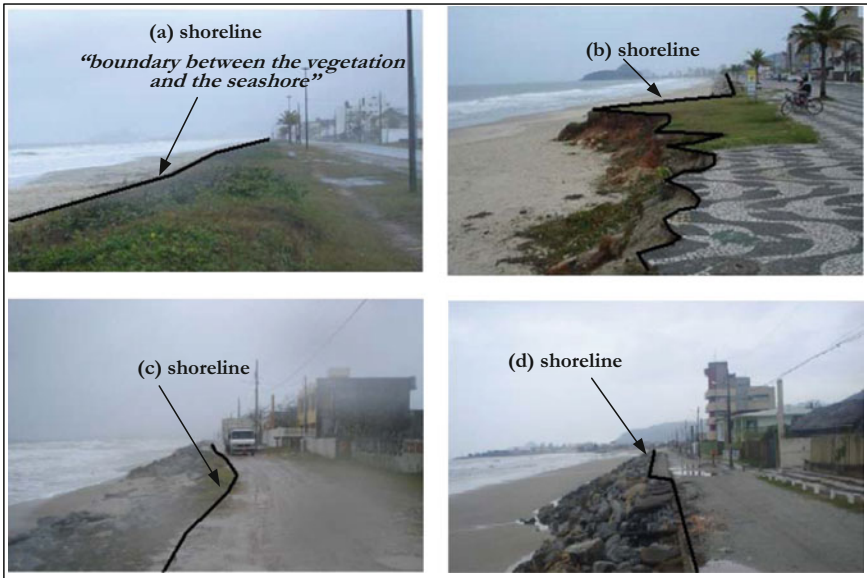 (a) shoreline
"boundary between the vegetation
and the seashore"
(b) shoreline
(c) shoreline
(d) shoreline